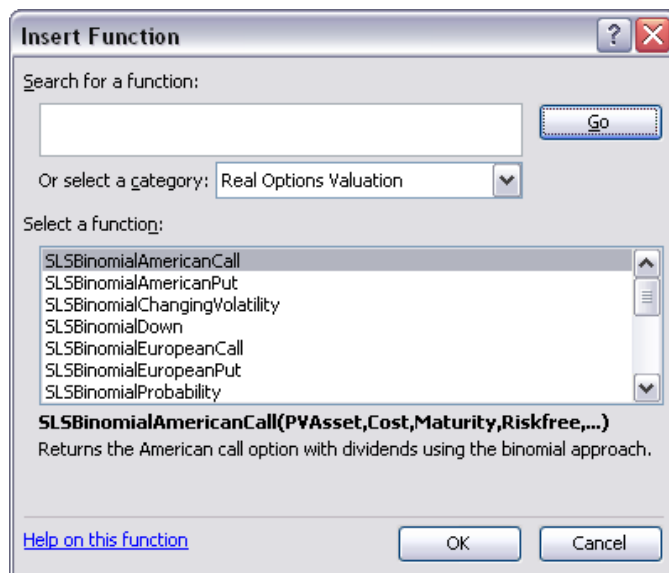 Insert Function
?
Search for a function:
Go
Or select a category: Real Options Valuation
Select a function:
SLSBinomialAmericanCall
SLSBinomialAmericanPut
SLSBinomialChangingVolatility
SLSBinomialDown
SLSBinomialEuropeanCall
SLSBinomialEuropeanPut
SLSBinomialProbability
SLSBinomialAmericanCall(PVAsset,Cost,Maturity,Riskfree,...)
Returns the American call option with dividends using the binomial approach.
Help on this function
OK Cancel